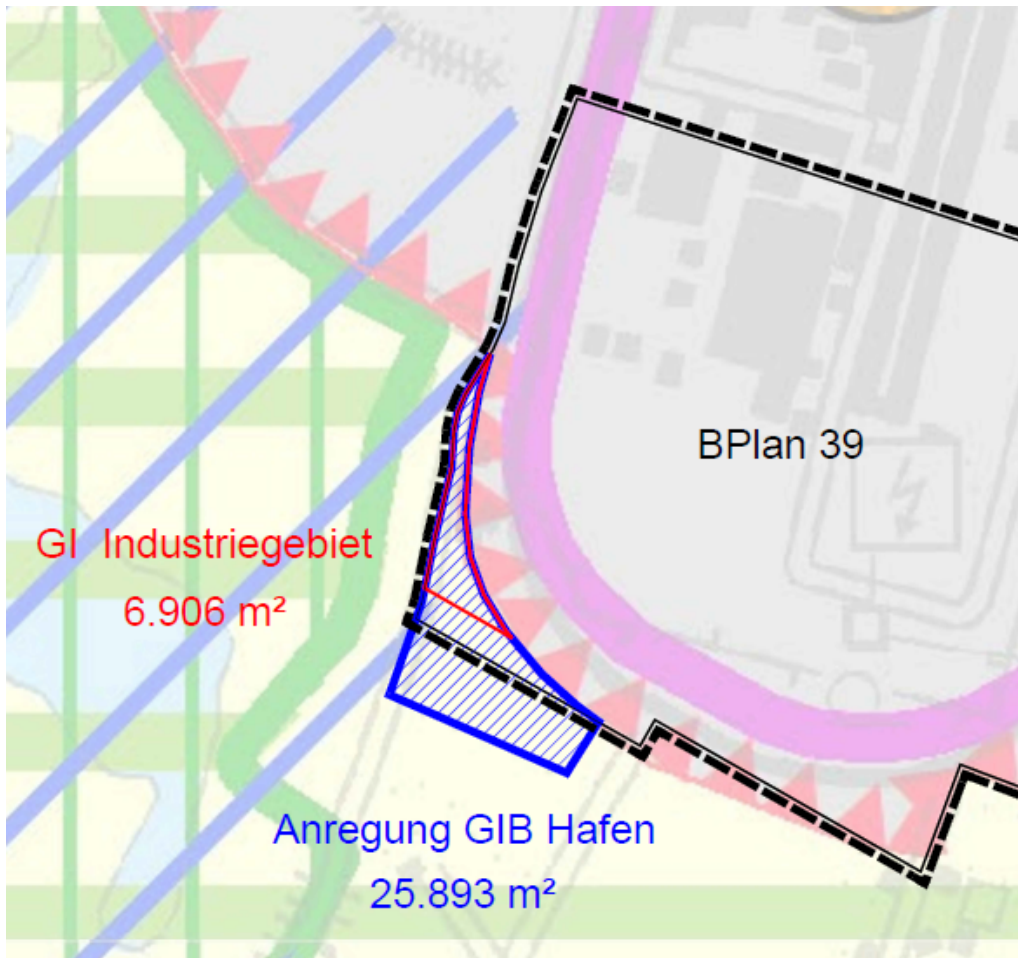 BPlan 39
GI Industriegebiet
6.906 m²
Anregung GIB Hafen
25.893 m²